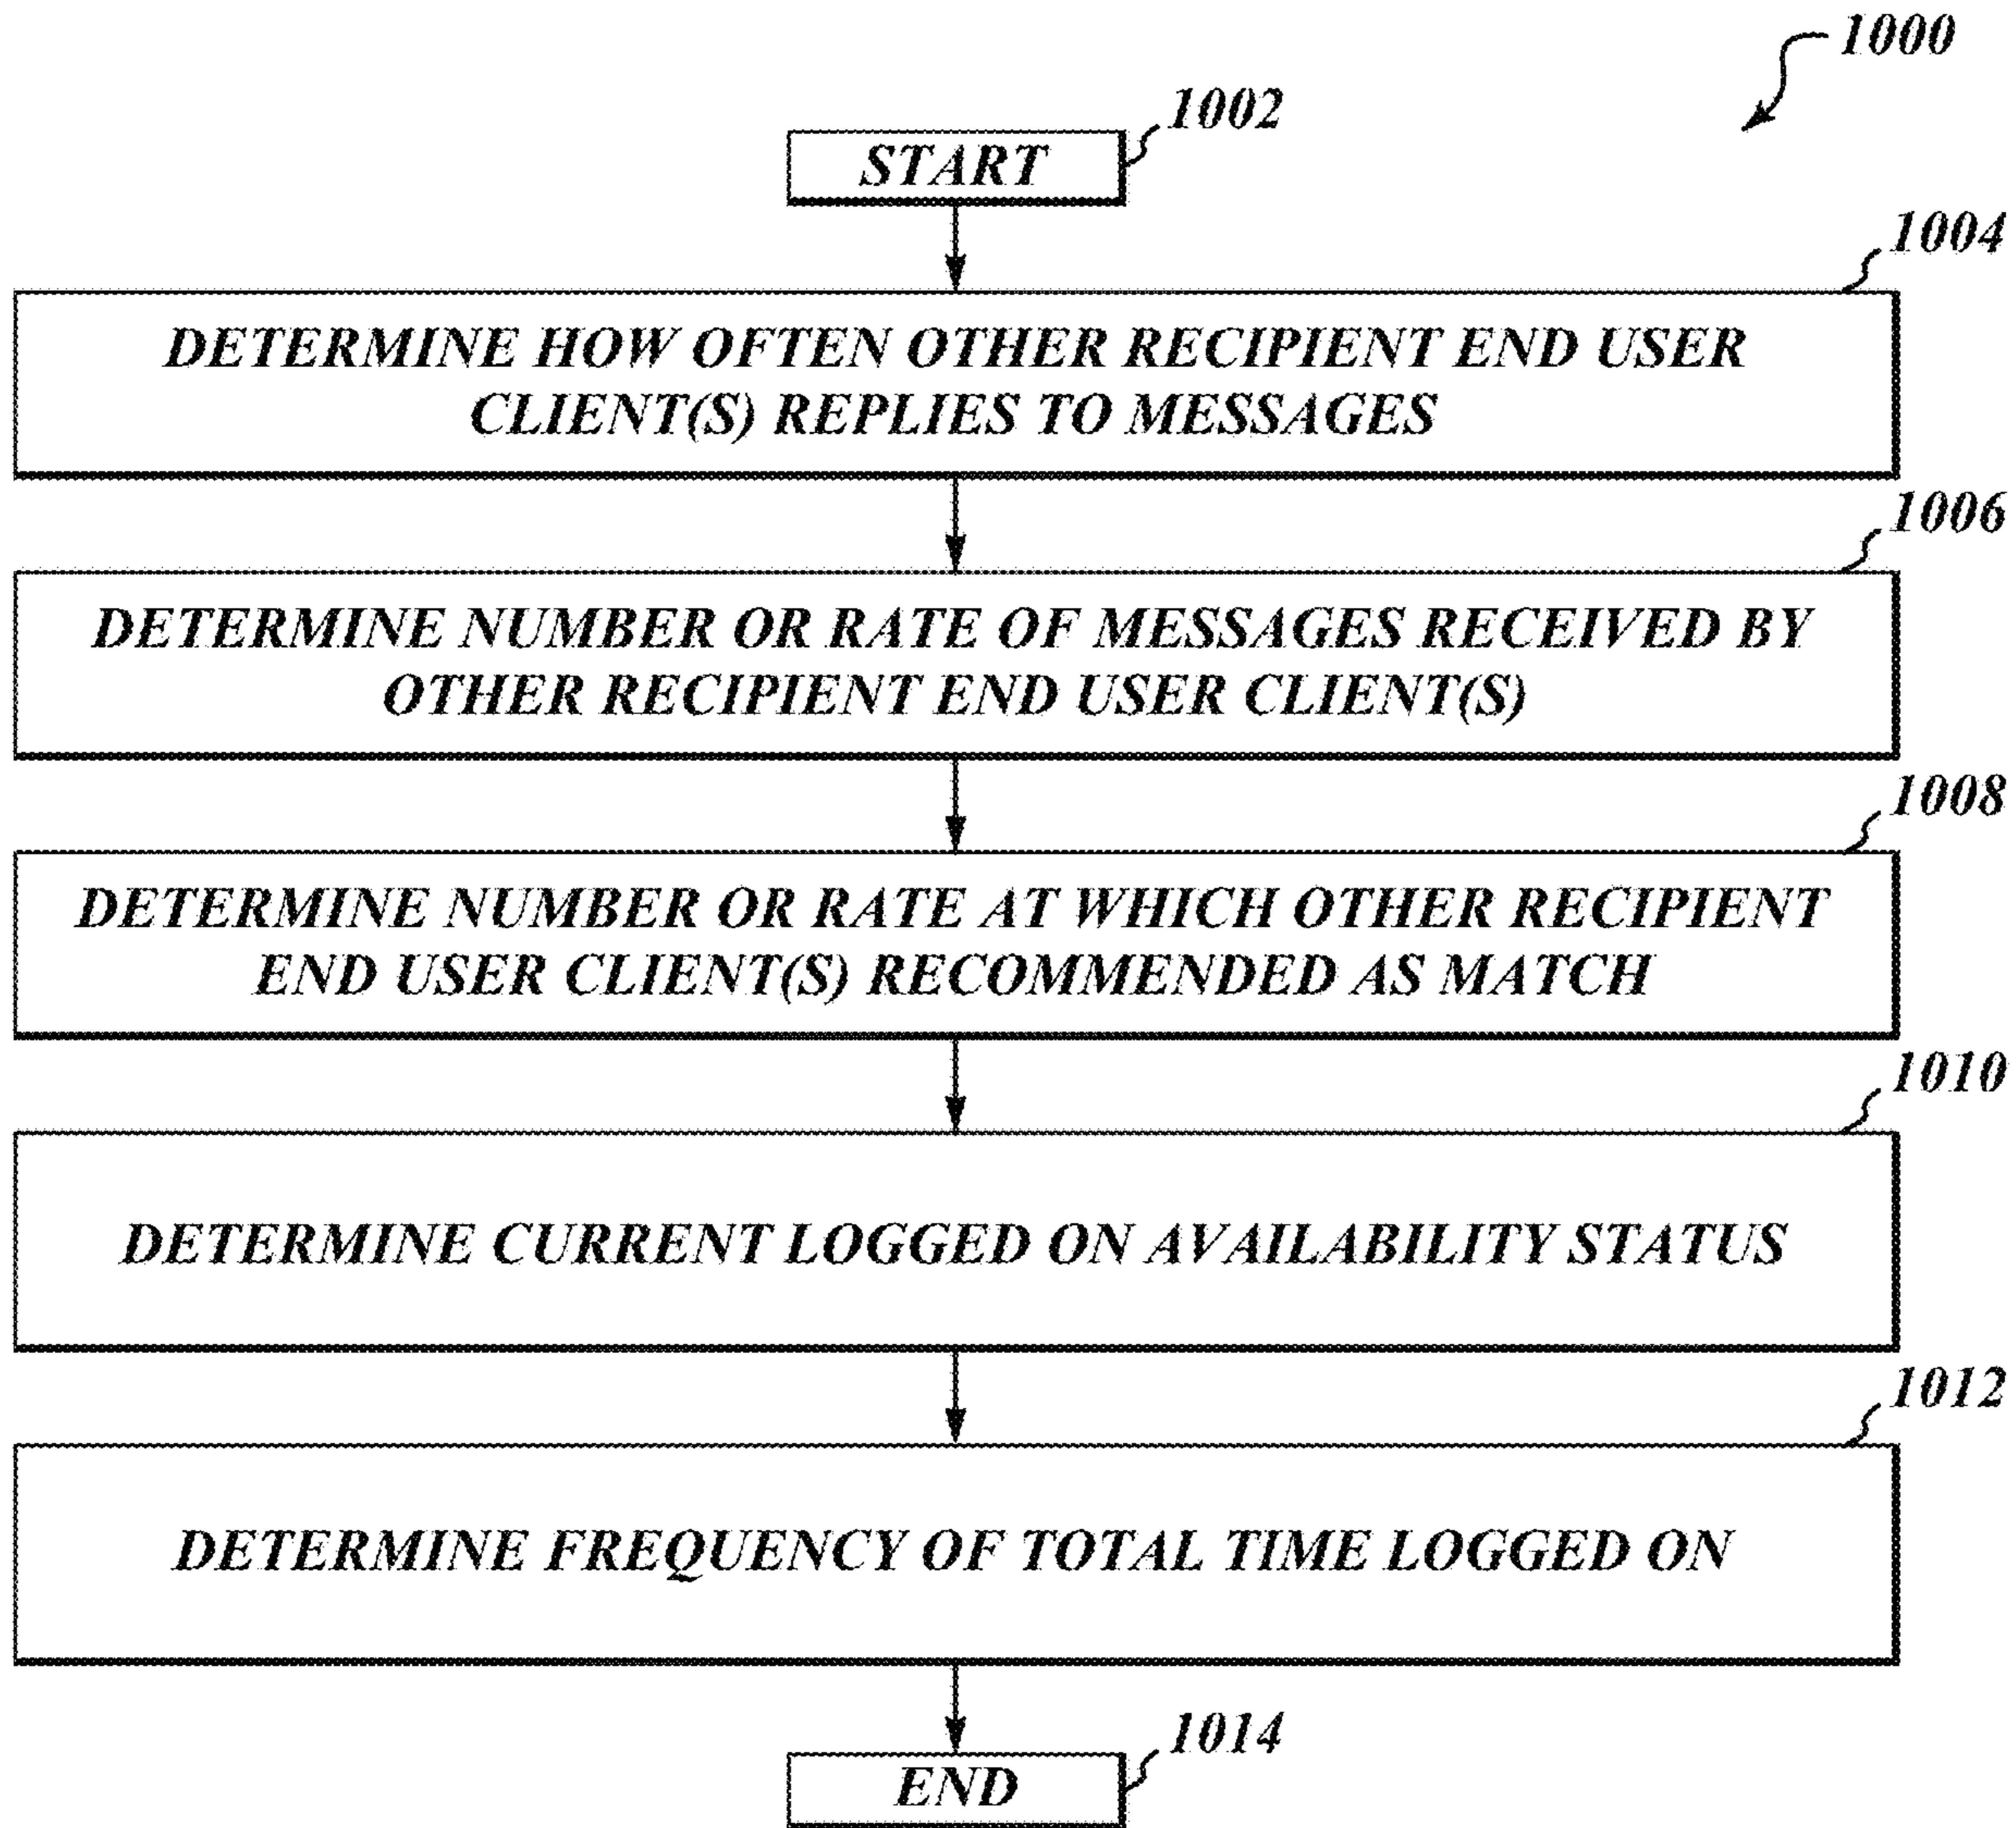 1000
1002
START
1004
DETERMINE HOW OFTEN OTHER RECIPIENT END USER
CLIENT(S) REPLIES TO MESSAGES
1006
DETERMINE NUMBER OR RATE OF MESSAGES RECEIVED BY
OTHER RECIPIENT END USER CLIENT(S)
1008
DETERMINE NUMBER OR RATE AT WHICH OTHER RECIPIENT
END USER CLIENT(S) RECOMMENDED AS MATCH
1010
DETERMINE CURRENT LOGGED ON AVAILABILITY STATUS
1012
DETERMINE FREQUENCY OF TOTAL TIME LOGGED ON
1014
END